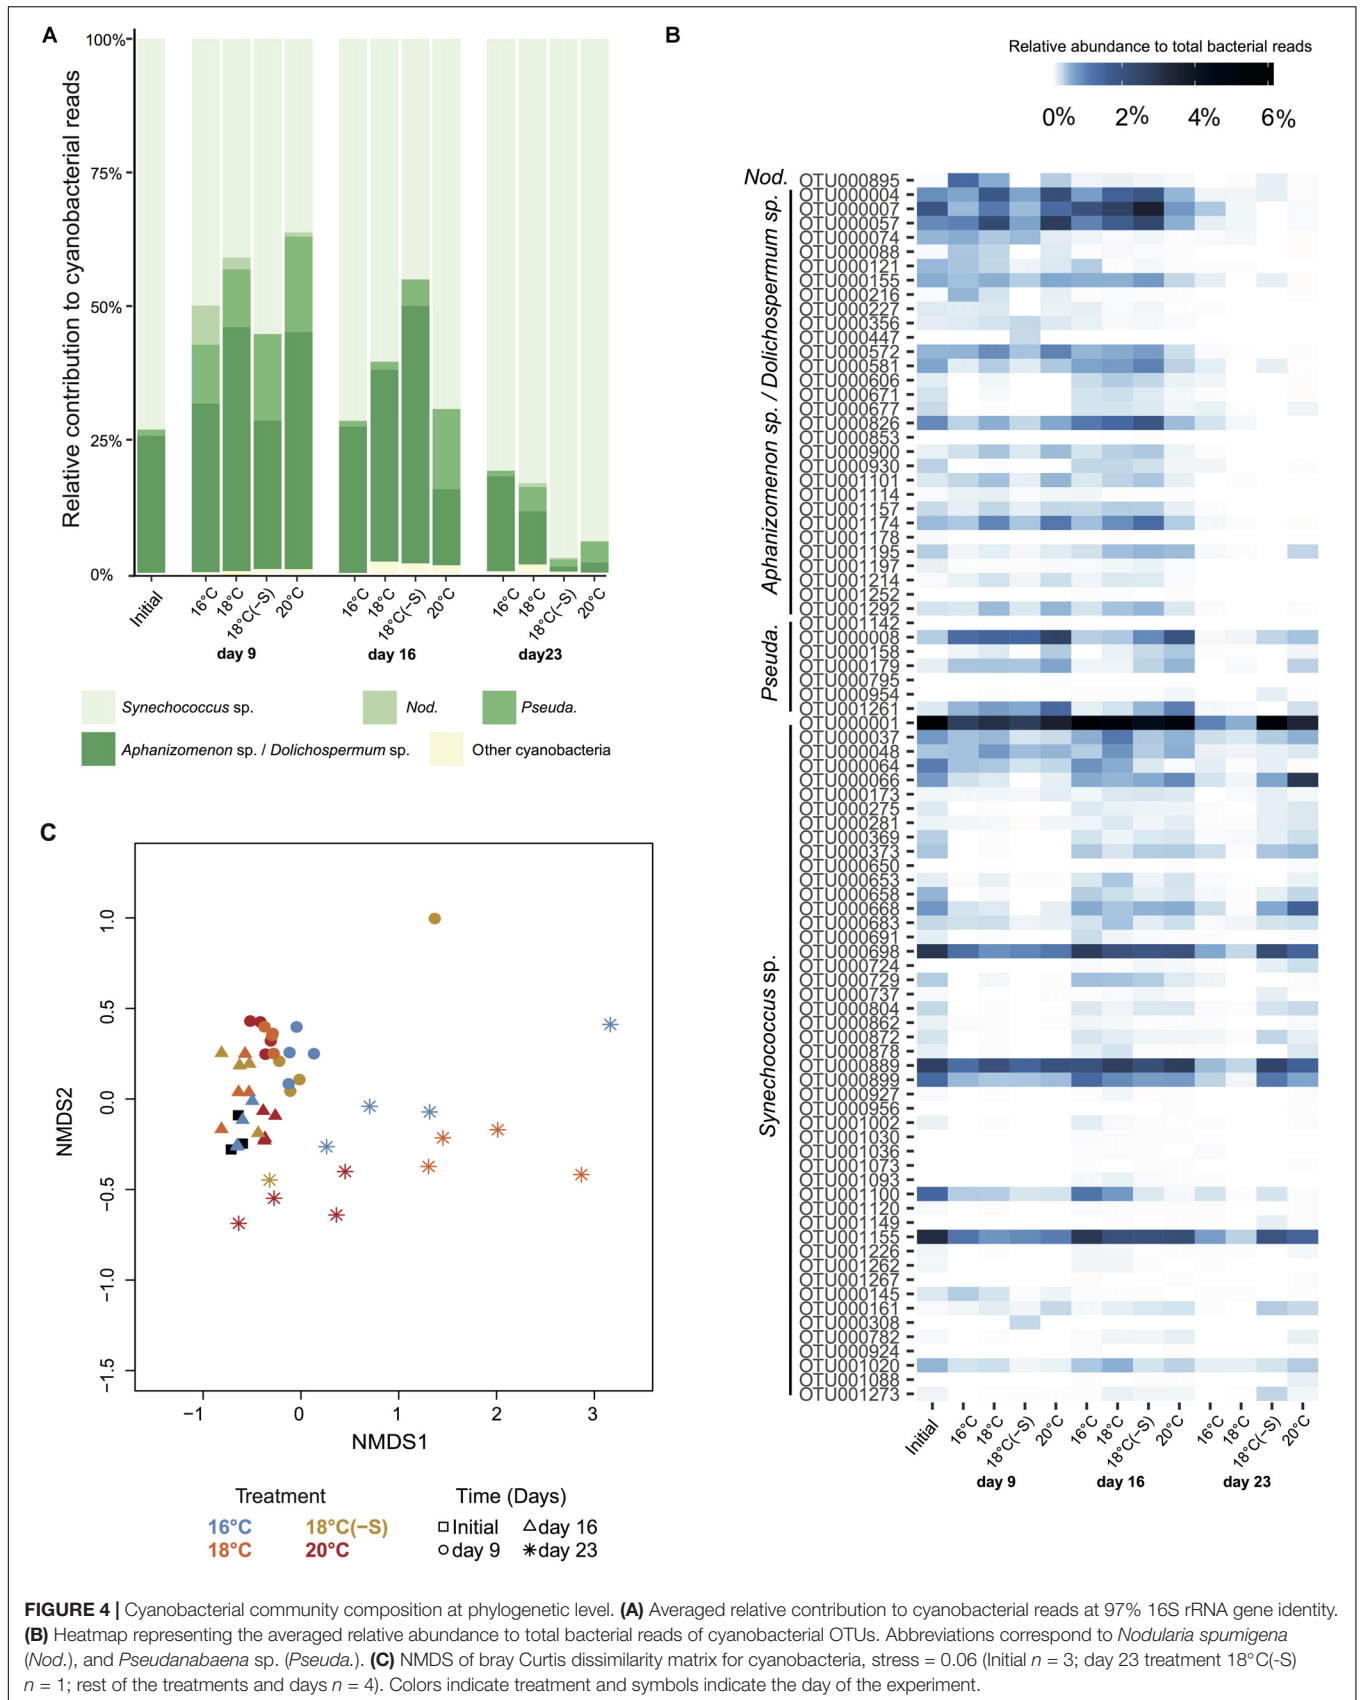 A
100%
75%
50%
25%
0%
Relative contribution to cyanobacterial reads
Initial
16°C
18°C
18°C(−S)
20°C
16°C
18°C
18°C(−S)
20°C
16°C
18°C
18°C(−S)
20°C
day 9
day 16
day23
Synechococcus sp.
Nod.
Pseuda.
Aphanizomenon sp. / Dolichospermum sp.
Other cyanobacteria
B
Relative abundance to total bacterial reads
0%
2%
4%
6%
Nod.
Aphanizomenon sp. / Dolichospermum sp.
Pseuda.
Synechococcus sp.
OTU000895
OTU000004
OTU000007
OTU000057
OTU000074
OTU000088
OTU000121
OTU000155
OTU000216
OTU000227
OTU000356
OTU000447
OTU000572
OTU000581
OTU000606
OTU000671
OTU000677
OTU000826
OTU000853
OTU000900
OTU000930
OTU001101
OTU001114
OTU001157
OTU001174
OTU001178
OTU001195
OTU001197
OTU001214
OTU001252
OTU001292
OTU000142
OTU000008
OTU000158
OTU000179
OTU000795
OTU000954
OTU001261
OTU000001
OTU000037
OTU000048
OTU000064
OTU000066
OTU000173
OTU000275
OTU000281
OTU000369
OTU000373
OTU000650
OTU000653
OTU000658
OTU000668
OTU000683
OTU000691
OTU000698
OTU000724
OTU000729
OTU000737
OTU000804
OTU000862
OTU000872
OTU000878
OTU000889
OTU000899
OTU000927
OTU000956
OTU001002
OTU001030
OTU001036
OTU001073
OTU001093
OTU001100
OTU001120
OTU001149
OTU001155
OTU001226
OTU001262
OTU001267
OTU000145
OTU000161
OTU000308
OTU000782
OTU000924
OTU001020
OTU001088
OTU001273
Initial
16°C
18°C
18°C(−S)
20°C
16°C
18°C
18°C(−S)
20°C
16°C
18°C
18°C(−S)
20°C
day 9
day 16
day 23
C
1.0
0.5
0.0
−0.5
−1.0
−1.5
NMDS2
−1
0
1
2
3
NMDS1
Treatment
16°C
18°C(−S)
18°C
20°C
Time (Days)
Initial
day 16
day 9
day 23
FIGURE 4 | Cyanobacterial community composition at phylogenetic level. (A) Averaged relative contribution to cyanobacterial reads at 97% 16S rRNA gene identity.
(B) Heatmap representing the averaged relative abundance to total bacterial reads of cyanobacterial OTUs. Abbreviations correspond to Nodularia spumigena
(Nod.), and Pseudanabaena sp. (Pseuda.). (C) NMDS of bray Curtis dissimilarity matrix for cyanobacteria, stress = 0.06 (Initial n = 3; day 23 treatment 18°C(-S)
n = 1; rest of the treatments and days n = 4). Colors indicate treatment and symbols indicate the day of the experiment.